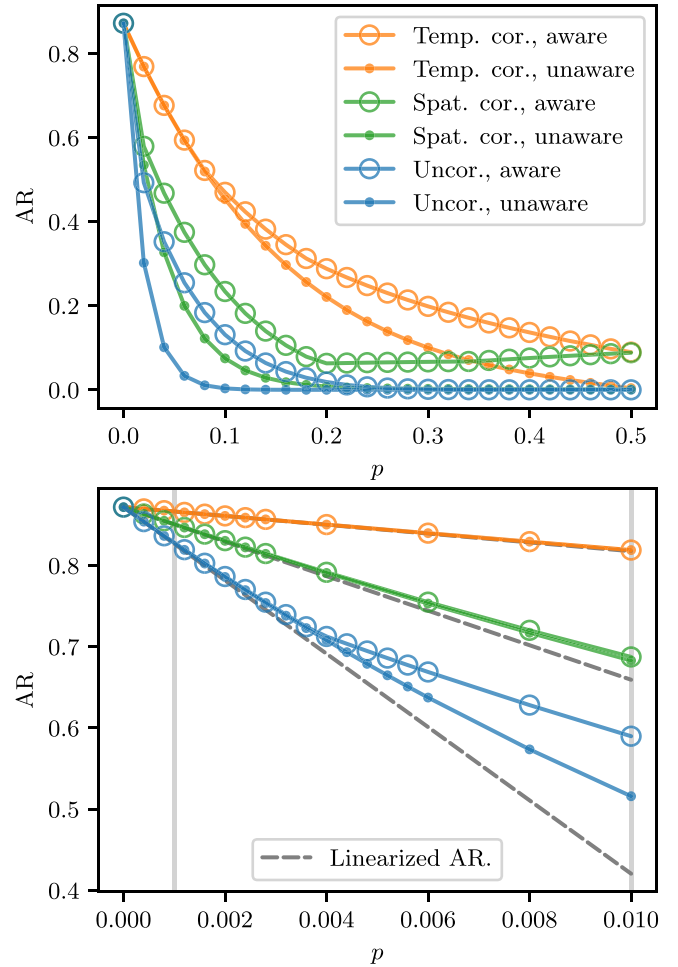 AR
0.8
0.6
0.4
0.2
0.0
Temp. cor., aware
Temp. cor., unaware
Spat. cor., aware
Spat. cor., unaware
Uncor., aware
Uncor., unaware
0.0 0.1 0.2 0.3 0.4 0.5
p
AR
0.8
0.7
0.6
0.5
0.4
Linearized AR.
0.000 0.002 0.004 0.006 0.008 0.010
p